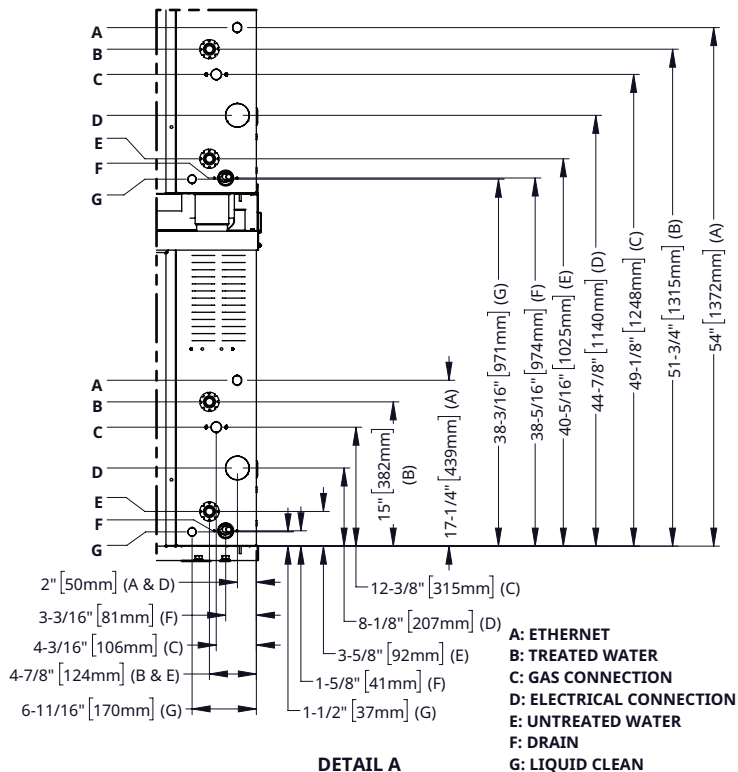 A
B
C
D
E
F
G
38-3/16" [971mm] (G)
38-5/16" [974mm] (F)
40-5/16" [1025mm] (E)
44-7/8" [1140mm] (D)
49-1/8" [1248mm] (C)
51-3/4" [1315mm] (B)
54" [1372mm] (A)
A
B
C
D
E
F
G
15" [382mm]
(B)
17-1/4" [439mm] (A)
2" [50mm] (A & D)
3-3/16" [81mm] (F)
4-3/16" [106mm] (C)
4-7/8" [124mm] (B & E)
6-11/16" [170mm] (G)
12-3/8" [315mm] (C)
8-1/8" [207mm] (D)
3-5/8" [92mm] (E)
1-5/8" [41mm] (F)
1-1/2" [37mm] (G)
A: ETHERNET
B: TREATED WATER
C: GAS CONNECTION
D: ELECTRICAL CONNECTION
E: UNTREATED WATER
F: DRAIN
G: LIQUID CLEAN
DETAIL A